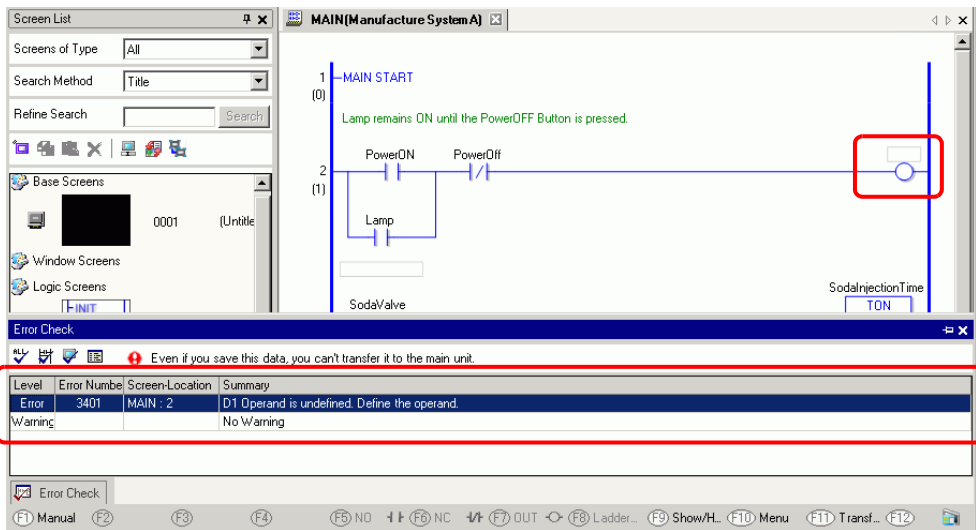 Screen List
MAIN(Manufacture SystemA)
Screens of Type
All
Search Method
Title
Refine Search
Search
Base Screens
0001
(Untitle
Window Screens
Logic Screens
INIT
1
(0)
MAIN START
Lamp remains ON until the PowerOFF Button is pressed.
PowerON
PowerOff
2
(1)
Lamp
SodaValve
SodaInjectionTime
TON
Error Check
ALL
Even if you save this data, you can't transfer it to the main unit.
Level Error Numbe Screen-Location Summary
Error 3401 MAIN : 2 D1 Operand is undefined. Define the operand.
Warning No Warning
Error Check
F1 Manual F2 F3 F4 F5 NO F6 NC F7 OUT F8 Ladder... F9 Show/H... F10 Menu F11 Transf... F12